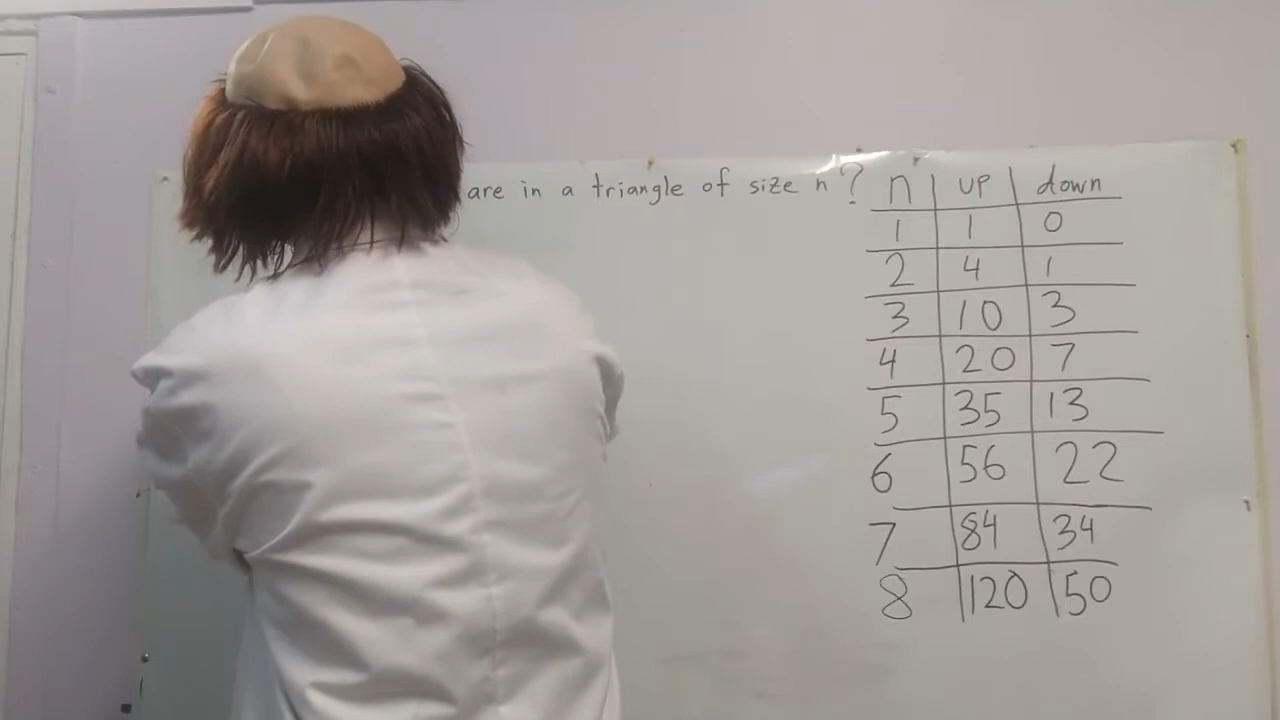 are in a triangle of size n?
n up down
1 1 0
2 4 1
3 10 3
4 20 7
5 35 13
6 56 22
7 84 34
8 120 50